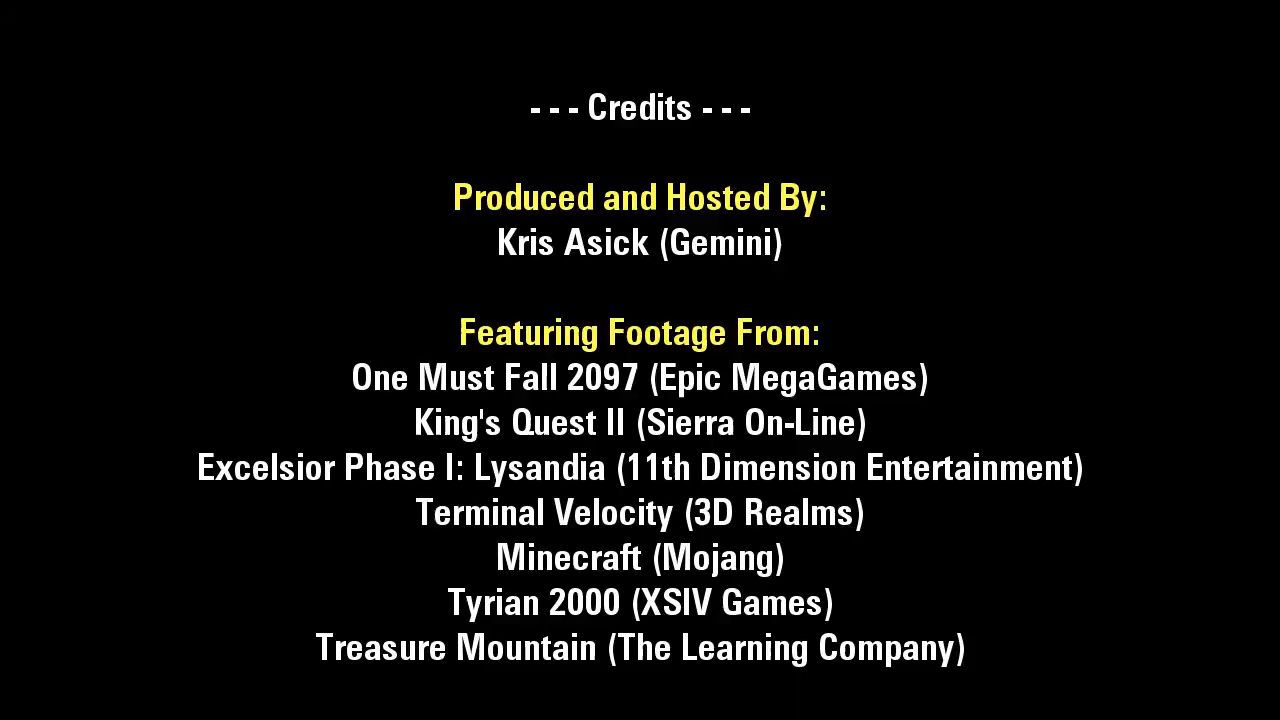 - - - Credits - - -
Produced and Hosted By:
Kris Asick (Gemini)
Featuring Footage From:
One Must Fall 2097 (Epic MegaGames)
King's Quest II (Sierra On-Line)
Excelsior Phase I: Lysandia (11th Dimension Entertainment)
Terminal Velocity (3D Realms)
Minecraft (Mojang)
Tyrian 2000 (XSIV Games)
Treasure Mountain (The Learning Company)